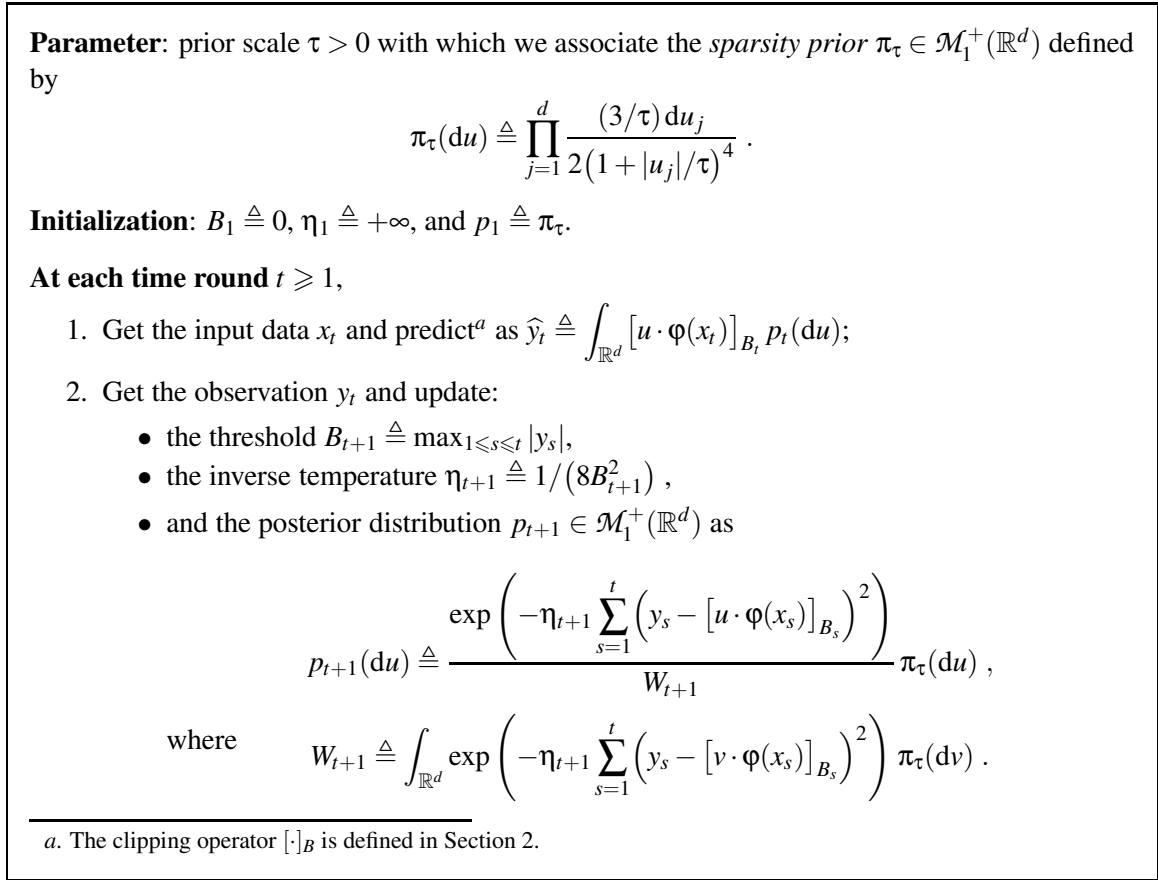 Parameter: prior scale τ > 0 with which we associate the sparsity prior π_τ ∈ ℳ₁⁺(ℝ^d) defined
by
π_τ(du) ≜ ∏_{j=1}^{d} (3/τ) du_j / 2(1 + |u_j|/τ)^4 .
Initialization: B_1 ≜ 0, η_1 ≜ +∞, and p_1 ≜ π_τ.
At each time round t ⩾ 1,
1. Get the input data x_t and predict^a as ŷ_t ≜ ∫_{ℝ^d} [u · φ(x_t)]_{B_t} p_t(du);
2. Get the observation y_t and update:
• the threshold B_{t+1} ≜ max_{1⩽s⩽t} |y_s|,
• the inverse temperature η_{t+1} ≜ 1/(8B_{t+1}^2) ,
• and the posterior distribution p_{t+1} ∈ ℳ₁⁺(ℝ^d) as
p_{t+1}(du) ≜ exp(−η_{t+1} ∑_{s=1}^{t} (y_s − [u · φ(x_s)]_{B_s})^2) / W_{t+1} π_τ(du) ,
where W_{t+1} ≜ ∫_{ℝ^d} exp(−η_{t+1} ∑_{s=1}^{t} (y_s − [v · φ(x_s)]_{B_s})^2) π_τ(dv) .
a. The clipping operator [·]_B is defined in Section 2.